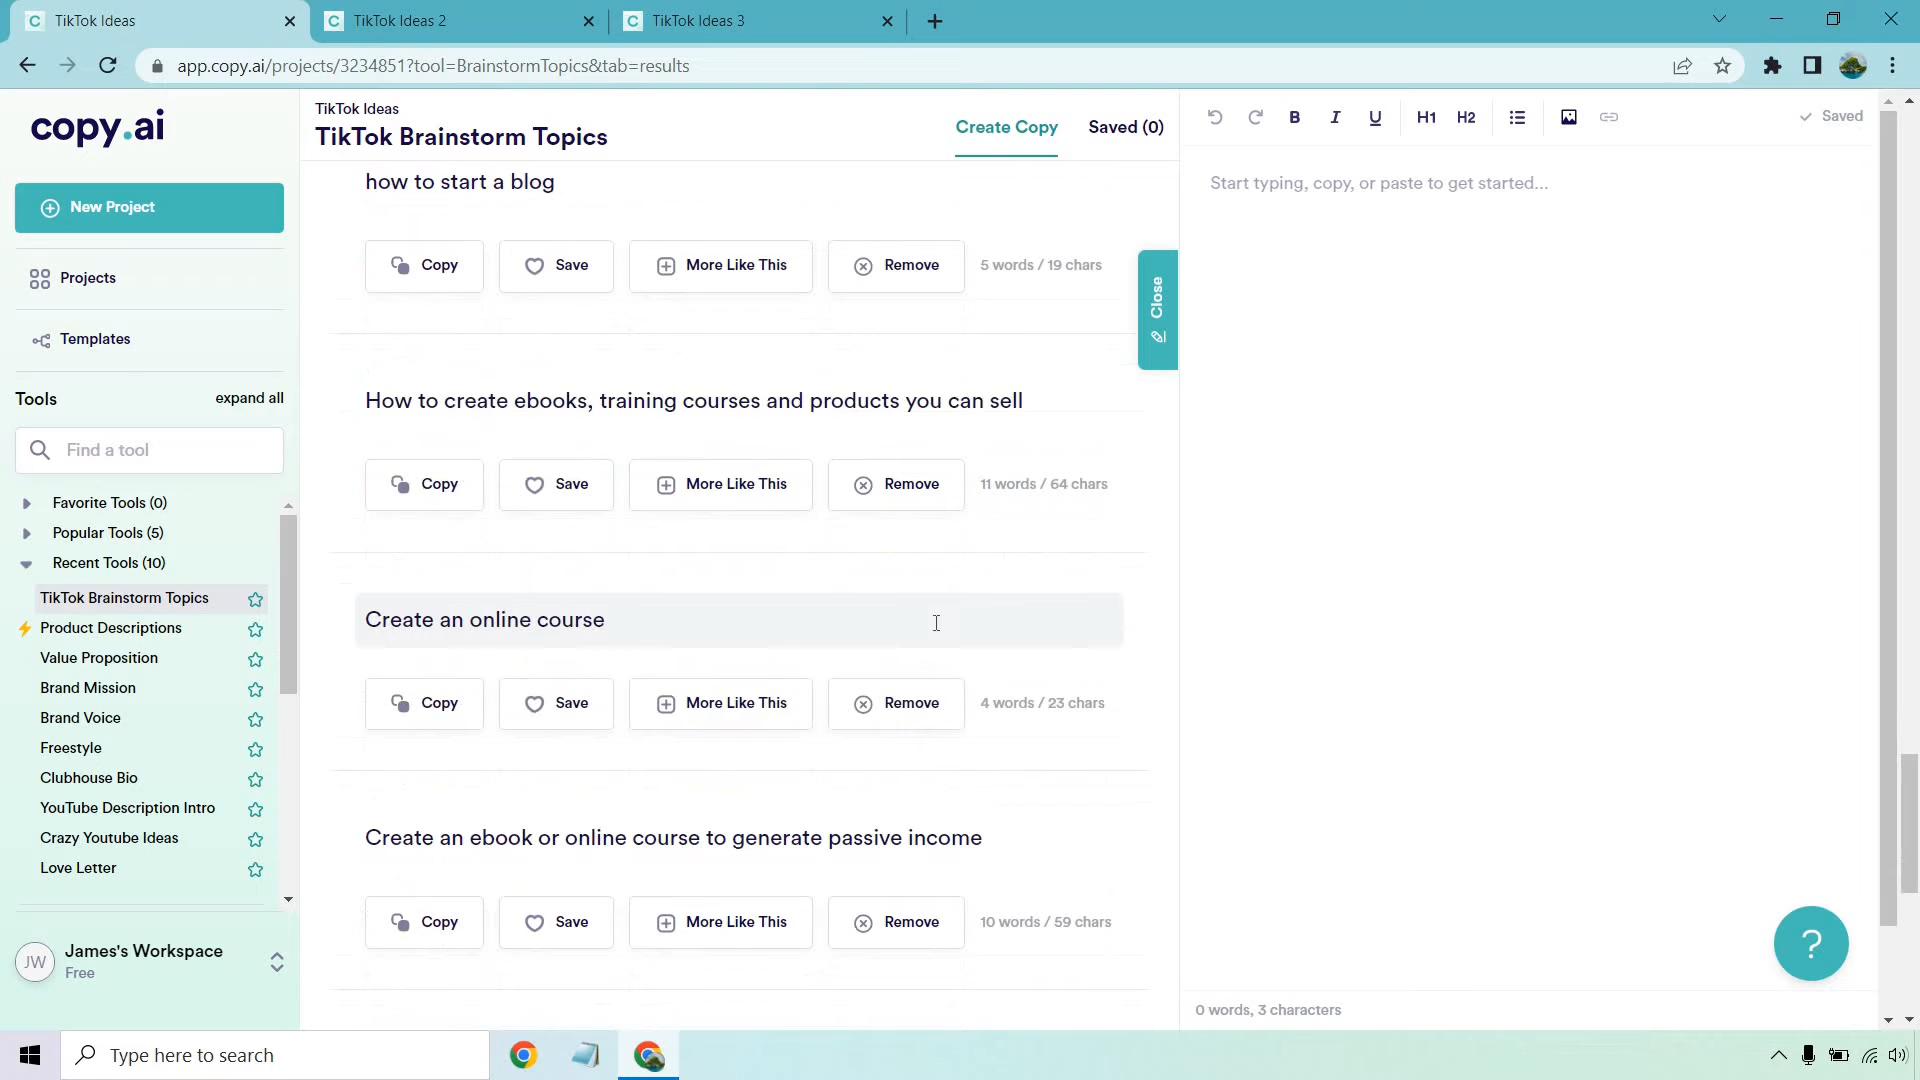 TikTok Ideas
TikTok Ideas 2
TikTok Ideas 3
app.copy.ai/projects/3234851?tool=BrainstormTopics&tab=results
copy.ai
New Project
Projects
Templates
Tools
expand all
Find a tool
Favorite Tools (0)
Popular Tools (5)
Recent Tools (10)
TikTok Brainstorm Topics
Product Descriptions
Value Proposition
Brand Mission
Brand Voice
Freestyle
Clubhouse Bio
YouTube Description Intro
Crazy Youtube Ideas
Love Letter
JW
James's Workspace
Free
TikTok Ideas
TikTok Brainstorm Topics
Create Copy
Saved (0)
how to start a blog
Copy
Save
More Like This
Remove
5 words / 19 chars
How to create ebooks, training courses and products you can sell
Copy
Save
More Like This
Remove
11 words / 64 chars
Create an online course
Copy
Save
More Like This
Remove
4 words / 23 chars
Create an ebook or online course to generate passive income
Copy
Save
More Like This
Remove
10 words / 59 chars
Close
B
I
U
H1
H2
Saved
Start typing, copy, or paste to get started...
?
0 words, 3 characters
Type here to search